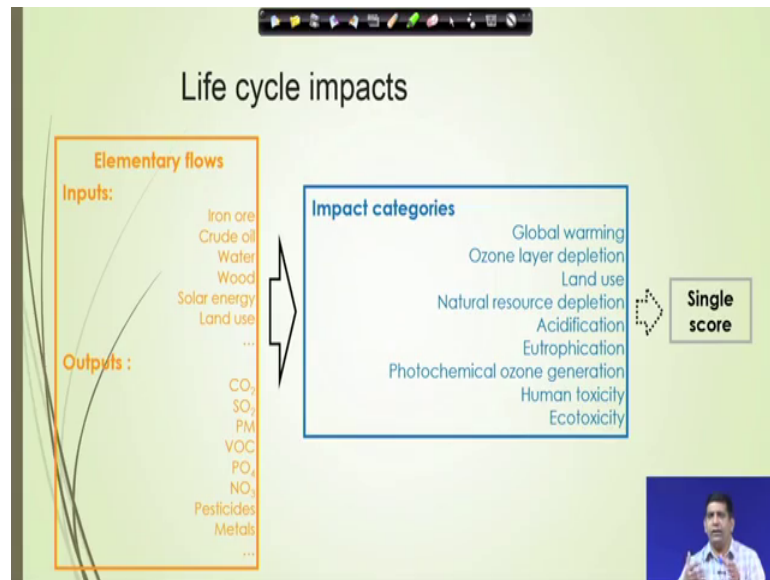 Life cycle impacts
Elementary flows
Inputs:
Iron ore
Crude oil
Water
Wood
Solar energy
Land use
...
Outputs :
CO₂
SO₂
PM
VOC
PO₄
NO₃
Pesticides
Metals
...
Impact categories
Global warming
Ozone layer depletion
Land use
Natural resource depletion
Acidification
Eutrophication
Photochemical ozone generation
Human toxicity
Ecotoxicity
Single
score